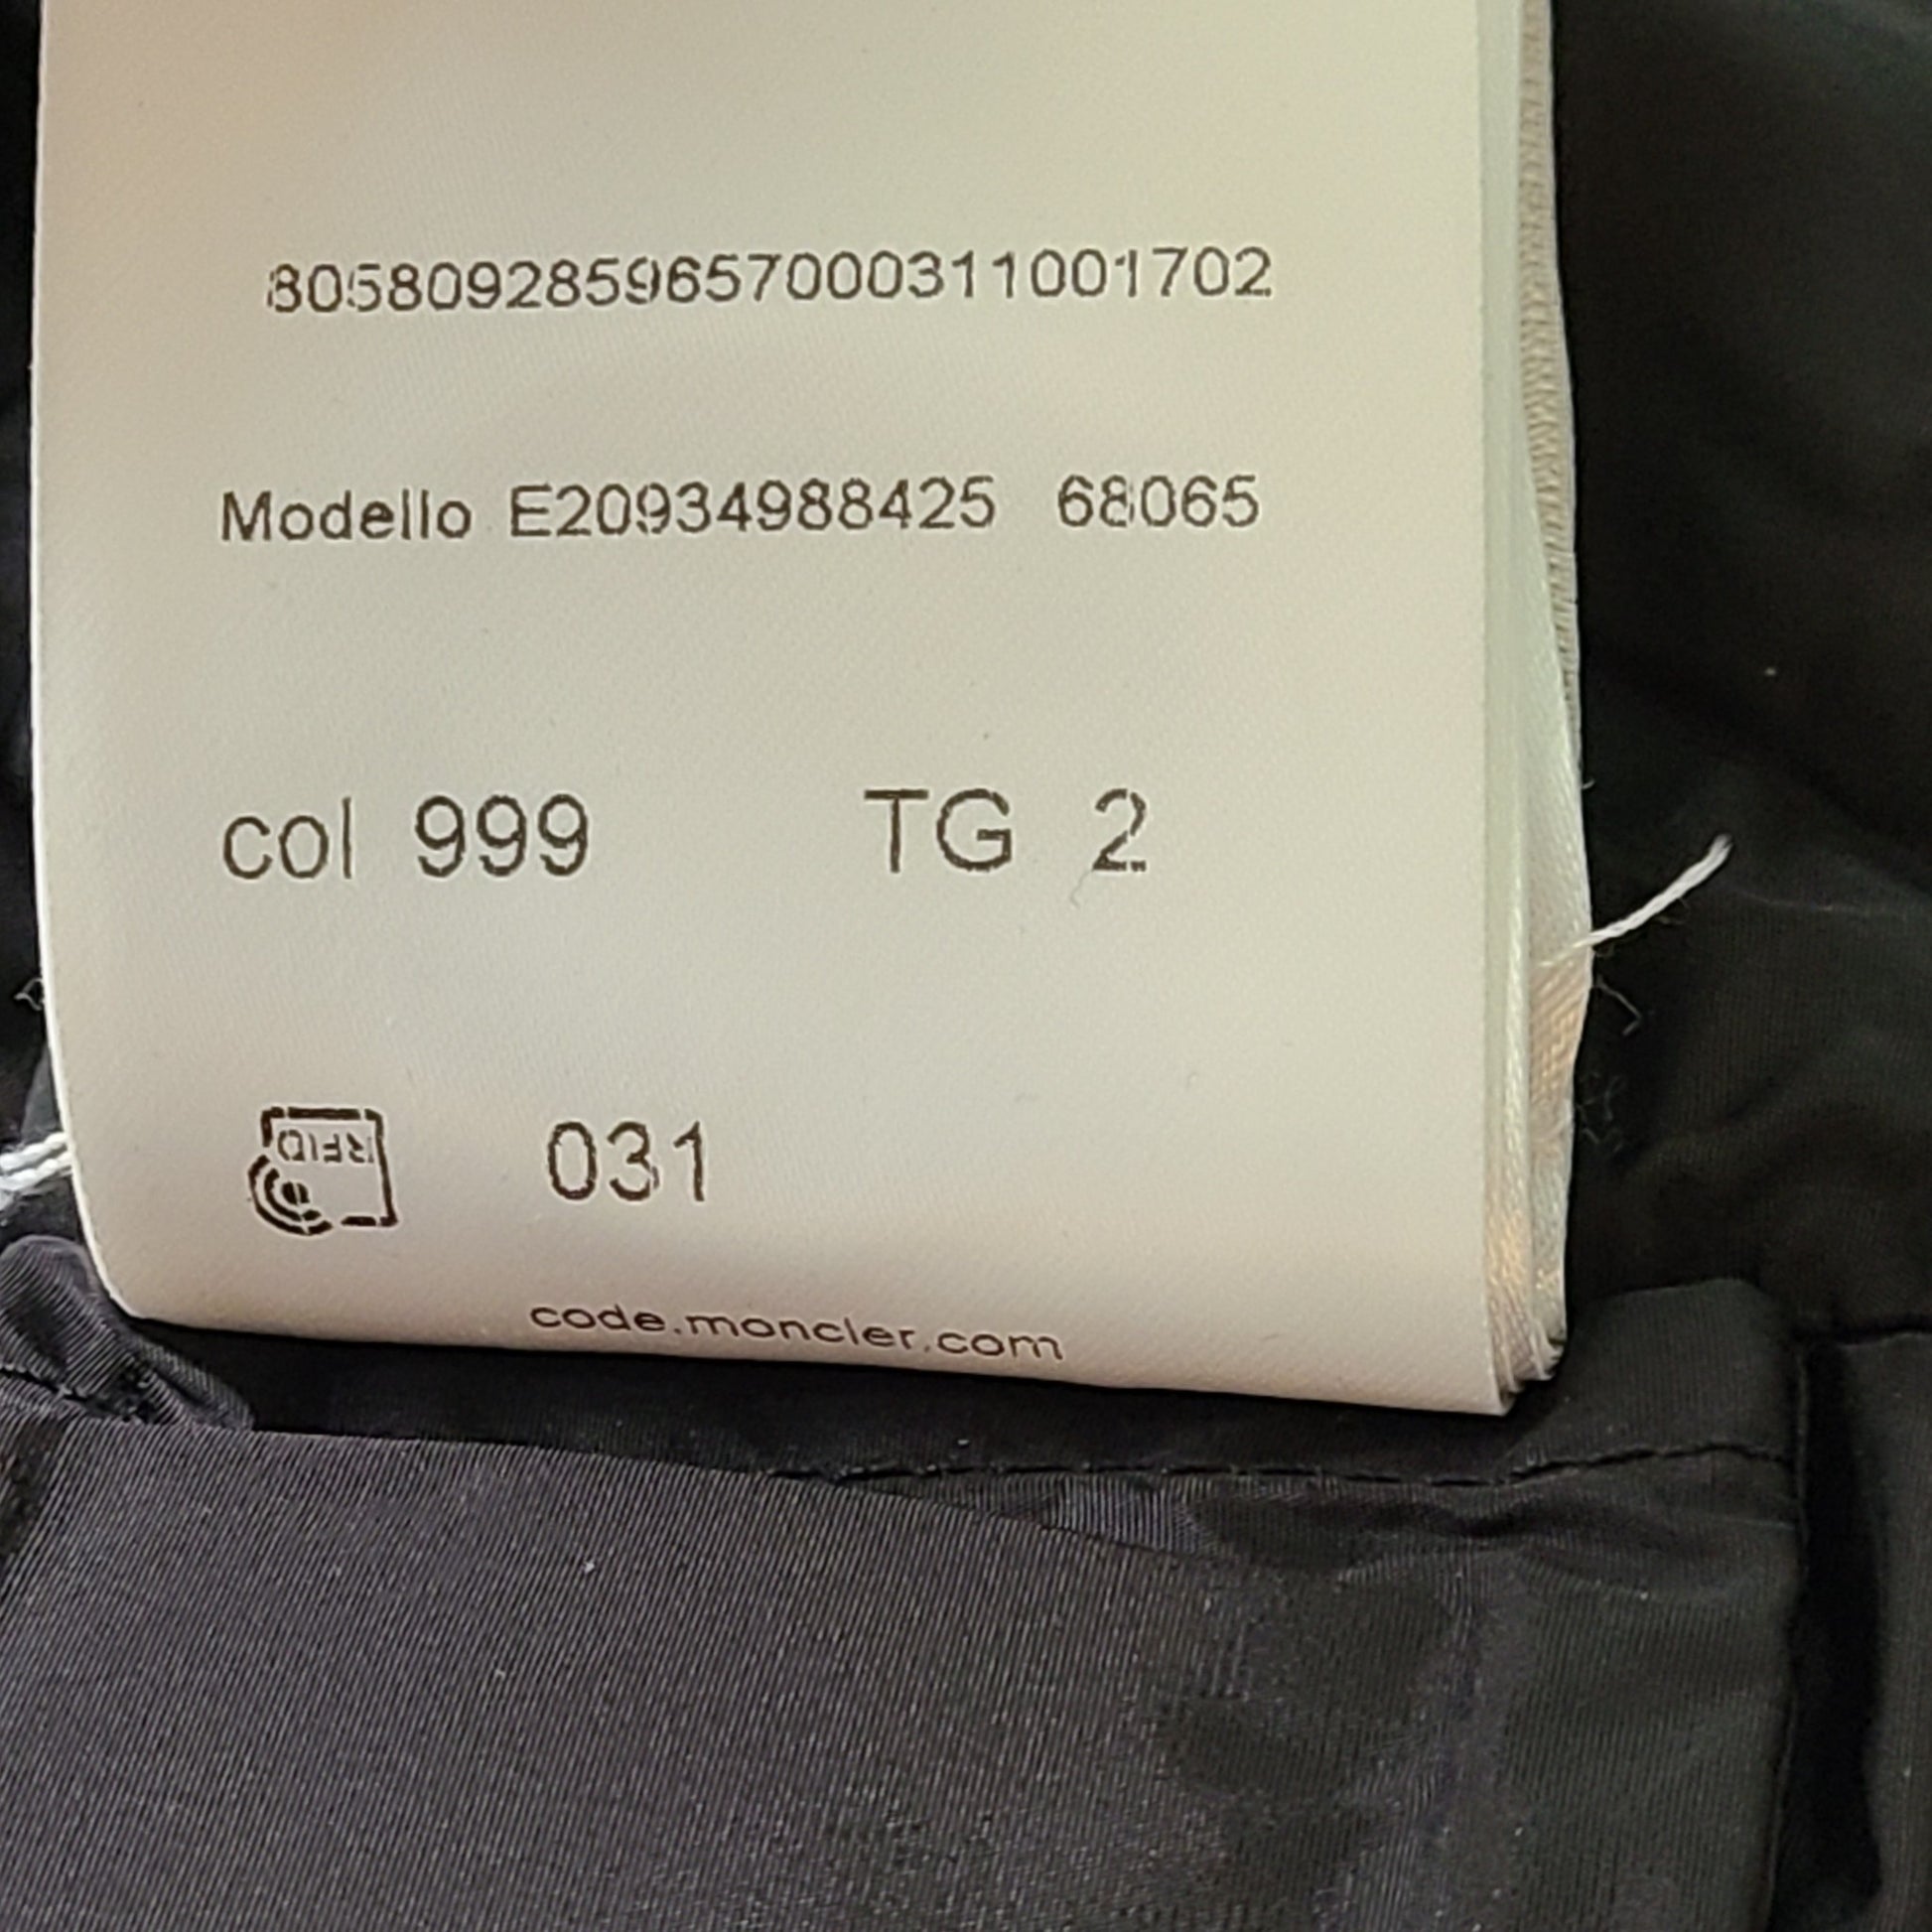 8058092859657000311001702
Modello E20934988425 68065
col 999 TG 2
RFID 031
code.moncler.com